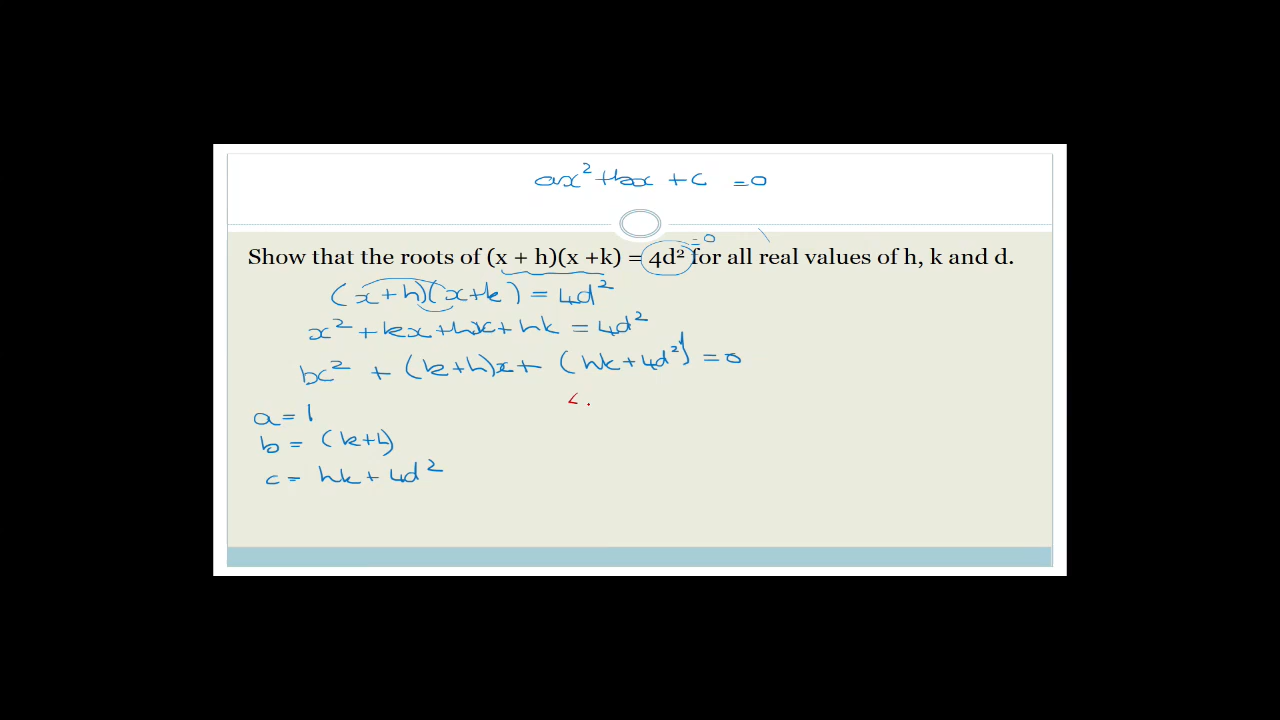 ax² + bx + c = 0
= 0
Show that the roots of (x + h)(x +k) = 4d² for all real values of h, k and d.
(x+h)(x+k) = 4d²
x² + kx + hx + hk = 4d²
x² + (k+h)x + (hk + 4d²) = 0
a = 1
b = (k+h)
c = hk + 4d²